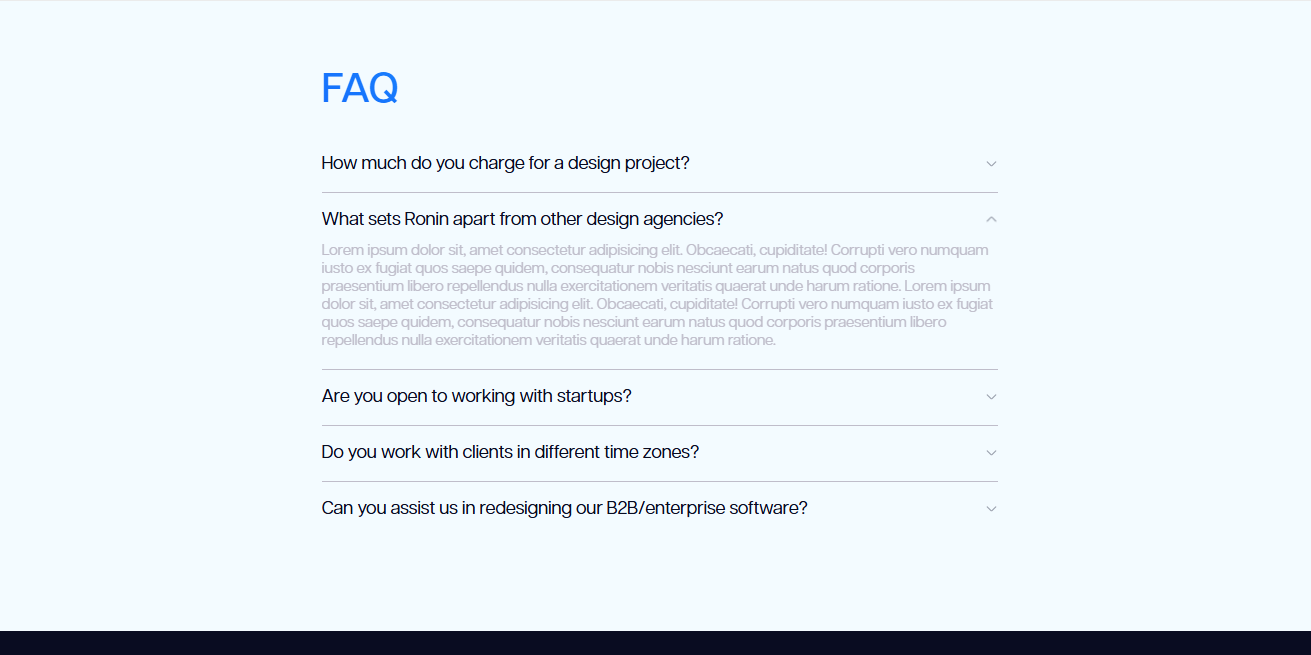 FAQ
How much do you charge for a design project?
What sets Ronin apart from other design agencies?
Lorem ipsum dolor sit, amet consectetur adipisicing elit. Obcaecati, cupiditate! Corrupti vero numquam
iusto ex fugiat quos saepe quidem, consequatur nobis nesciunt earum natus quod corporis
praesentium libero repellendus nulla exercitationem veritatis quaerat unde harum ratione. Lorem ipsum
dolor sit, amet consectetur adipisicing elit. Obcaecati, cupiditate! Corrupti vero numquam iusto ex fugiat
quos saepe quidem, consequatur nobis nesciunt earum natus quod corporis praesentium libero
repellendus nulla exercitationem veritatis quaerat unde harum ratione.
Are you open to working with startups?
Do you work with clients in different time zones?
Can you assist us in redesigning our B2B/enterprise software?